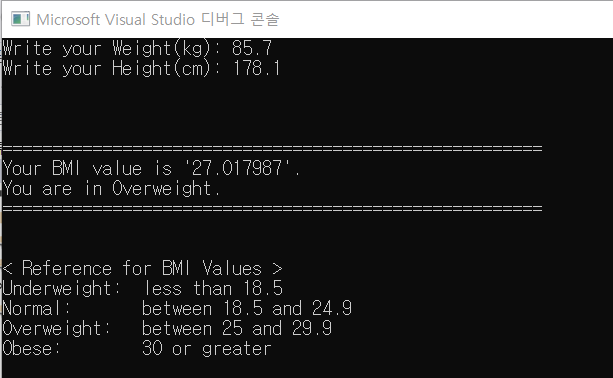 Microsoft Visual Studio 디버그 콘솔
Write your Weight(kg): 85.7
Write your Height(cm): 178.1
======================================================
Your BMI value is '27.017987'.
You are in Overweight.
======================================================
< Reference for BMI Values >
Underweight:  less than 18.5
Normal:       between 18.5 and 24.9
Overweight:   between 25 and 29.9
Obese:        30 or greater